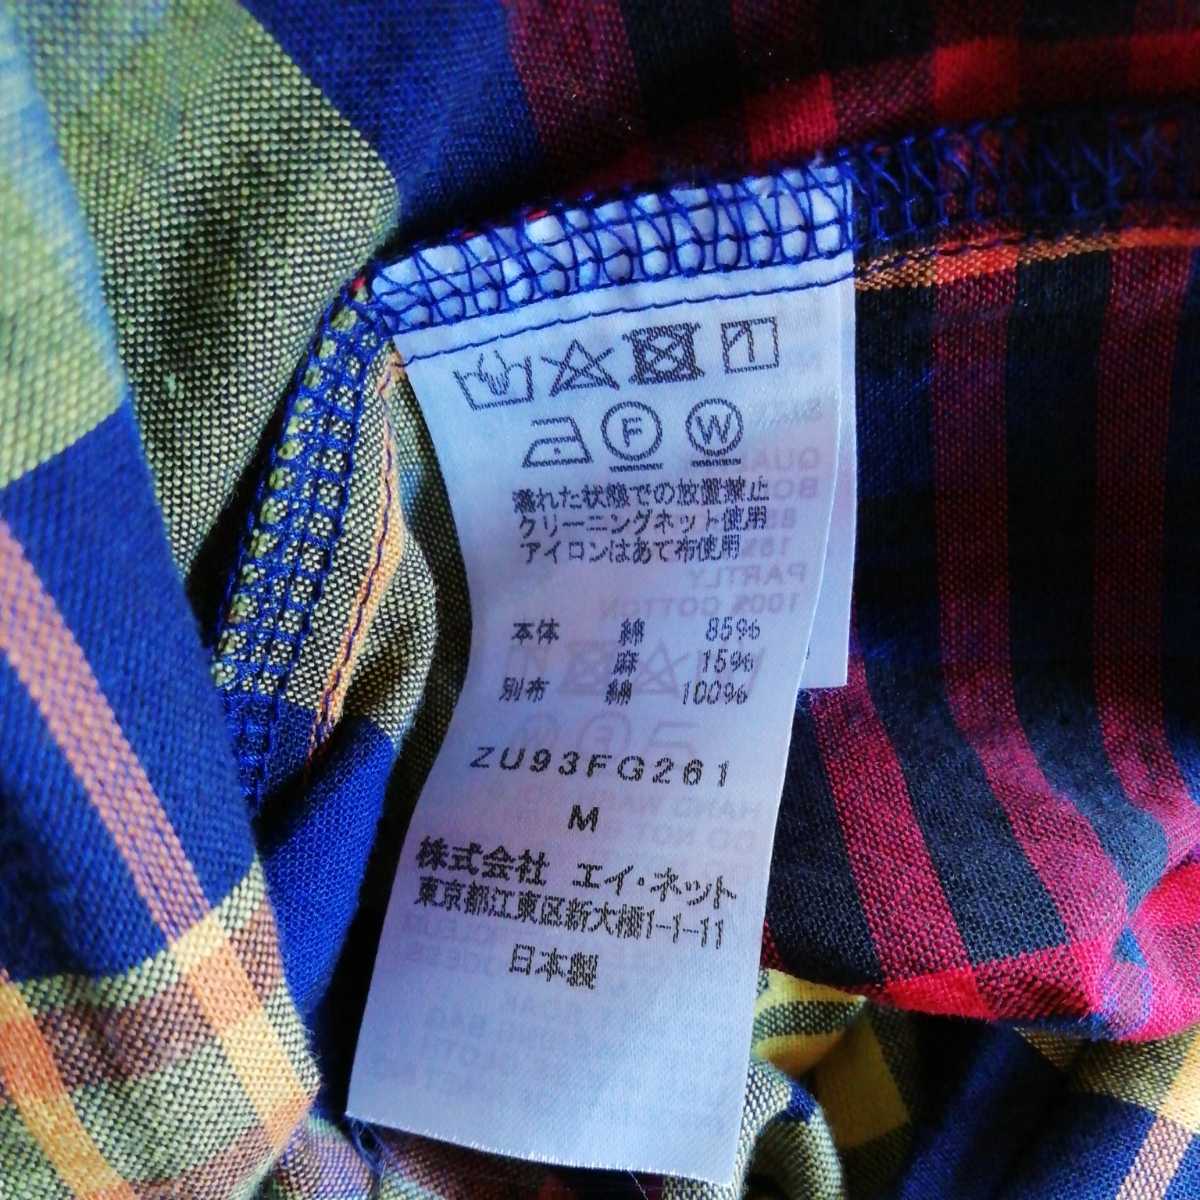 F W
濡れた状態での放置禁止
クリーニングネット使用
アイロンはあて布使用
本体 綿 85%
麻 15%
別布 綿 100%
ZU93FG261
M
株式会社 エイ・ネット
東京都江東区新大橋1-1-11
日本製
PARTLY
100% COTTON